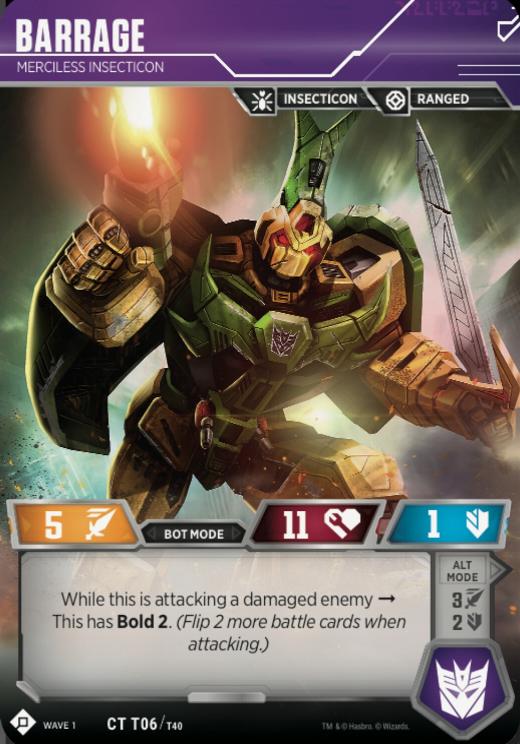 BARRAGE
MERCILESS INSECTICON
INSECTICON RANGED
5 BOT MODE 11 1
ALT
MODE
3
2
While this is attacking a damaged enemy →
This has Bold 2. (Flip 2 more battle cards when
attacking.)
WAVE 1 CT T06/T40 TM & © Hasbro. © Wizards.